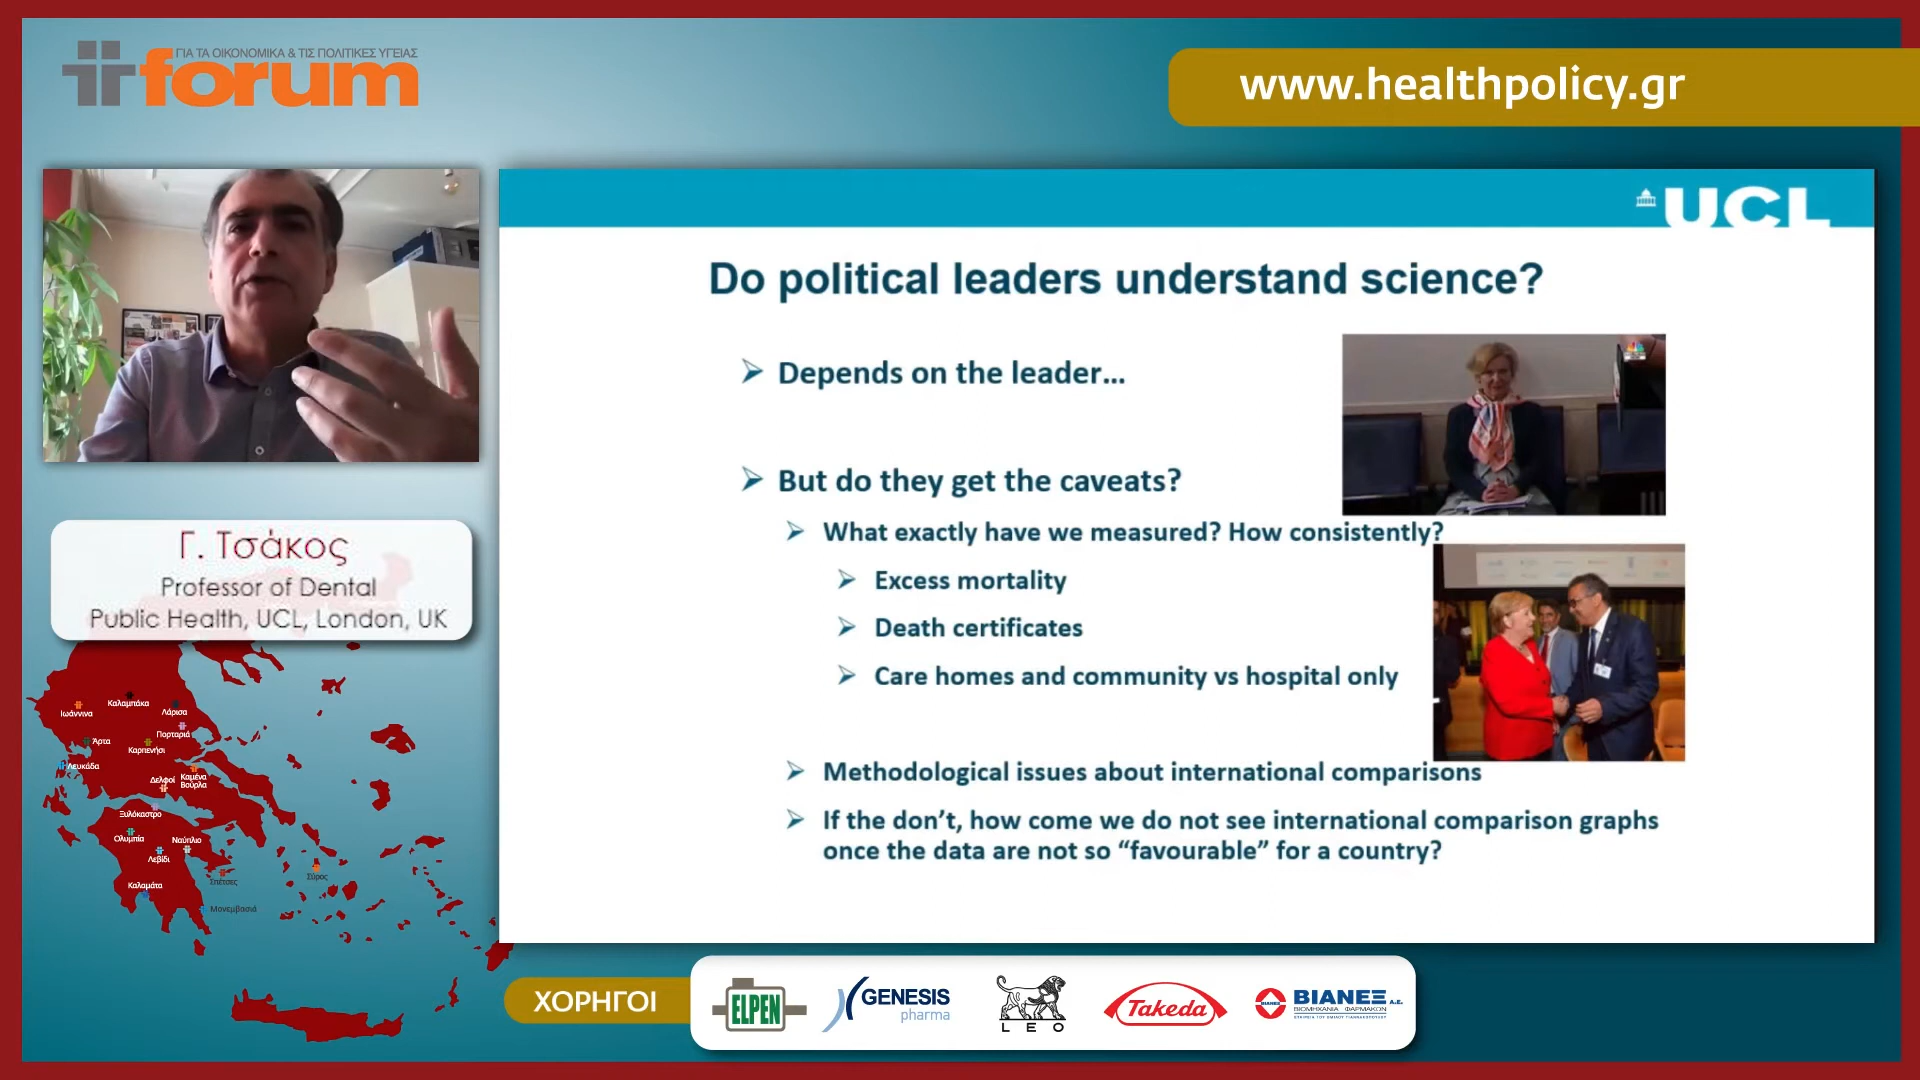 ΓΙΑ ΤΑ ΟΙΚΟΝΟΜΙΚΑ & ΤΙΣ ΠΟΛΙΤΙΚΕΣ ΥΓΕΙΑΣ
forum
www.healthpolicy.gr
UCL
Do political leaders understand science?
Depends on the leader...
But do they get the caveats?
What exactly have we measured? How consistently?
Excess mortality
Death certificates
Care homes and community vs hospital only
Methodological issues about international comparisons
If the don't, how come we do not see international comparison graphs
once the data are not so “favourable” for a country?
Γ. Τσάκος
Professor of Dental
Public Health, UCL, London, UK
Ιωάννινα
Καλαμπάκα
Λάρισα
Πορταριά
Άρτα
Καρπενήσι
Λευκάδα
Δελφοί
Καμένα
Βούρλα
Ξυλόκαστρο
Ολυμπία
Ναύπλιο
Λεβίδι
Σπέτσες
Σύρος
Καλαμάτα
Μονεμβασιά
ΧΟΡΗΓΟΙ
ELPEN
GENESIS
pharma
LEO
Takeda
ΒΙΑΝΕΞ Α.Ε.
ΒΙΟΜΗΧΑΝΙΑ ΦΑΡΜΑΚΩΝ